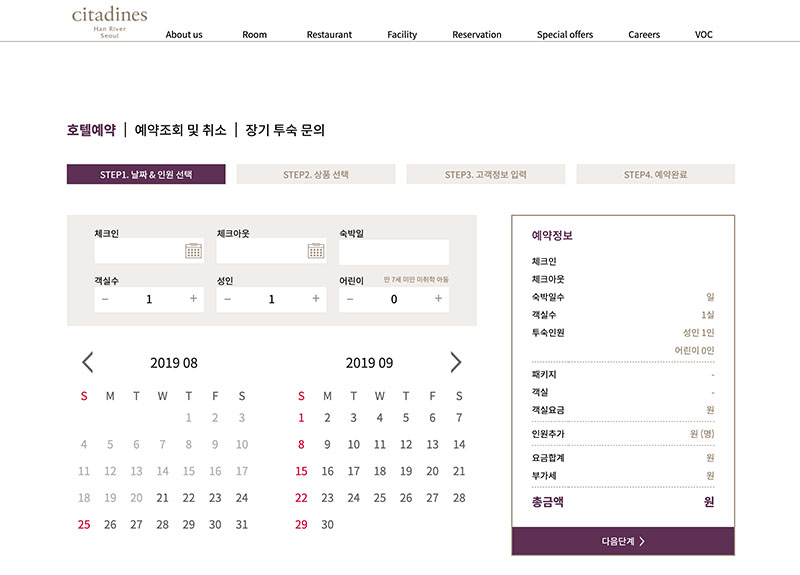 citadines
Han River
Seoul
About us Room Restaurant Facility Reservation Special offers Careers VOC
호텔예약 | 예약조회 및 취소 | 장기 투숙 문의
STEP1. 날짜 & 인원 선택 STEP2. 상품 선택 STEP3. 고객정보 입력 STEP4. 예약완료
체크인 체크아웃 숙박일
객실수 성인 어린이 만 7세 미만 미취학 아동
− 1 + − 1 + − 0 +
2019 08
S M T W T F S
1 2 3
4 5 6 7 8 9 10
11 12 13 14 15 16 17
18 19 20 21 22 23 24
25 26 27 28 29 30 31
2019 09
S M T W T F S
1 2 3 4 5 6 7
8 9 10 11 12 13 14
15 16 17 18 19 20 21
22 23 24 25 26 27 28
29 30
예약정보
체크인
체크아웃
숙박일수 일
객실수 1실
투숙인원 성인 1인
어린이 0인
패키지 -
객실 -
객실요금 원
인원추가 원 (명)
요금합계 원
부가세 원
총금액 원
다음단계 >